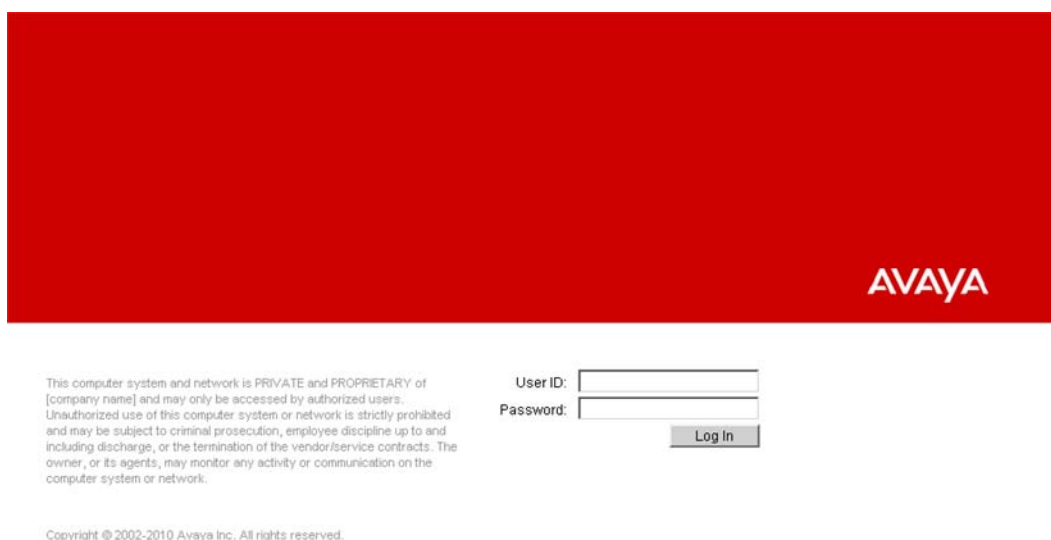 AVAYA
This computer system and network is PRIVATE and PROPRIETARY of
[company name] and may only be accessed by authorized users.
Unauthorized use of this computer system or network is strictly prohibited
and may be subject to criminal prosecution, employee discipline up to and
including discharge, or the termination of the vendor/service contracts. The
owner, or its agents, may monitor any activity or communication on the
computer system or network.
User ID:
Password:
Log In
Copyright © 2002-2010 Avaya Inc. All rights reserved.